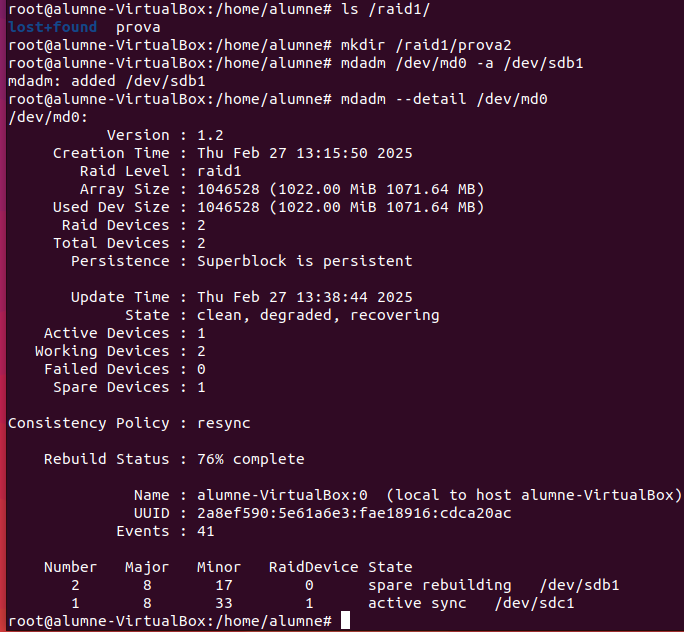 root@alumne-VirtualBox:/home/alumne# ls /raid1/
lost+found  prova
root@alumne-VirtualBox:/home/alumne# mkdir /raid1/prova2
root@alumne-VirtualBox:/home/alumne# mdadm /dev/md0 -a /dev/sdb1
mdadm: added /dev/sdb1
root@alumne-VirtualBox:/home/alumne# mdadm --detail /dev/md0
/dev/md0:
           Version : 1.2
     Creation Time : Thu Feb 27 13:15:50 2025
        Raid Level : raid1
        Array Size : 1046528 (1022.00 MiB 1071.64 MB)
     Used Dev Size : 1046528 (1022.00 MiB 1071.64 MB)
      Raid Devices : 2
     Total Devices : 2
       Persistence : Superblock is persistent

       Update Time : Thu Feb 27 13:38:44 2025
             State : clean, degraded, recovering
    Active Devices : 1
   Working Devices : 2
    Failed Devices : 0
     Spare Devices : 1

Consistency Policy : resync

    Rebuild Status : 76% complete

              Name : alumne-VirtualBox:0  (local to host alumne-VirtualBox)
              UUID : 2a8ef590:5e61a6e3:fae18916:cdca20ac
            Events : 41

    Number   Major   Minor   RaidDevice State
       2       8       17        0      spare rebuilding   /dev/sdb1
       1       8       33        1      active sync   /dev/sdc1
root@alumne-VirtualBox:/home/alumne#